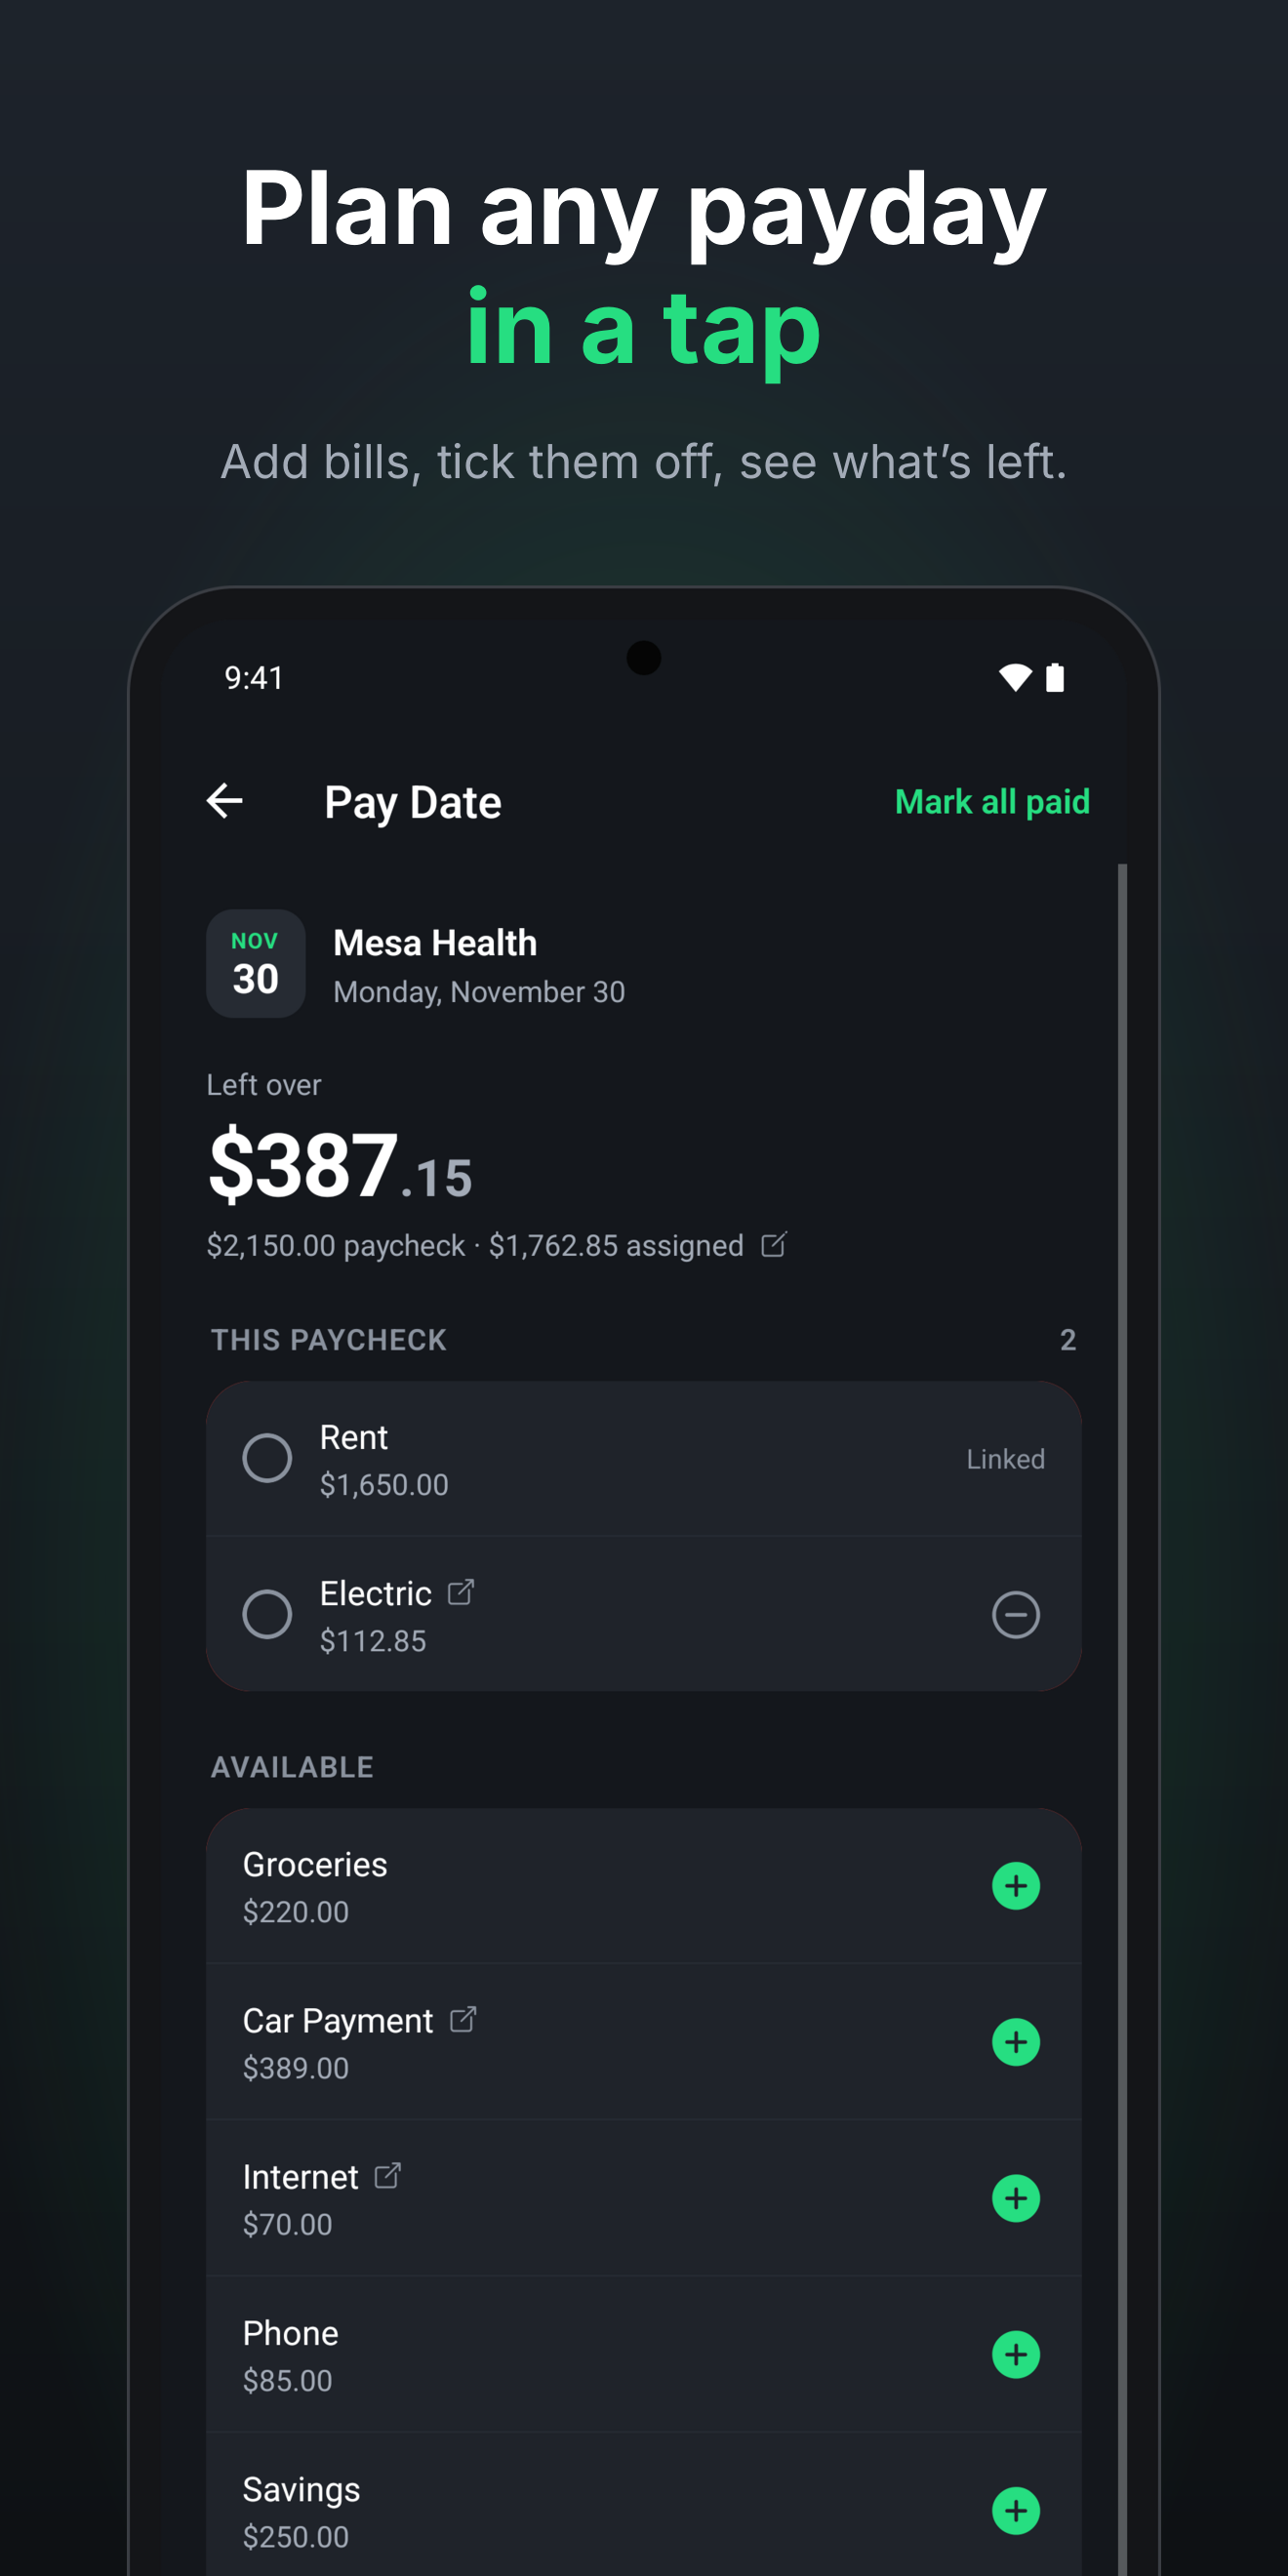 Plan any payday
in a tap
Add bills, tick them off, see what’s left.
9:41
Pay Date
Mark all paid
NOV
30
Mesa Health
Monday, November 30
Left over
$387.15
$2,150.00 paycheck · $1,762.85 assigned
THIS PAYCHECK
2
Rent
$1,650.00
Linked
Electric
$112.85
AVAILABLE
Groceries
$220.00
Car Payment
$389.00
Internet
$70.00
Phone
$85.00
Savings
$250.00